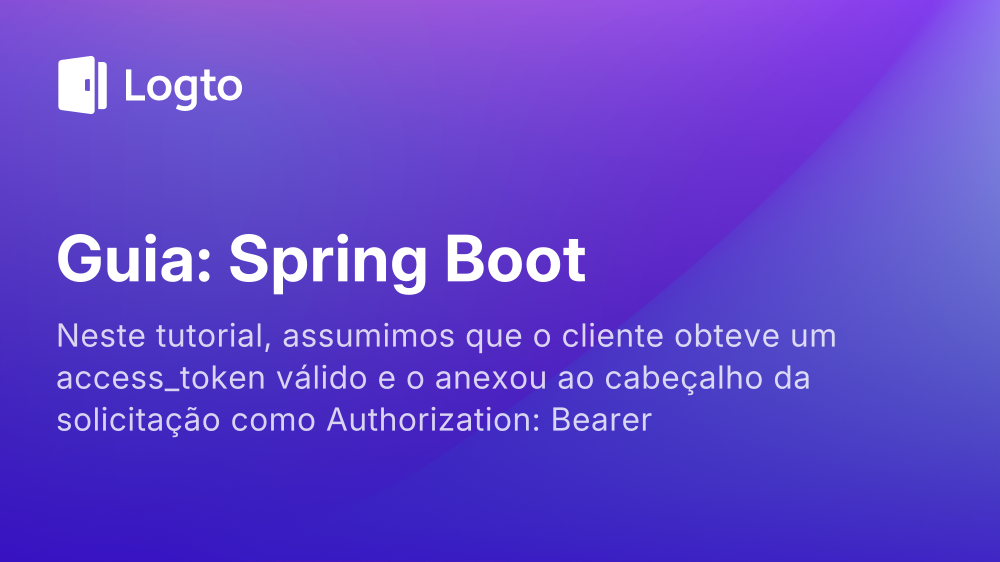 Logto
Guia: Spring Boot
Neste tutorial, assumimos que o cliente obteve um
access_token válido e o anexou ao cabeçalho da
solicitação como Authorization: Bearer